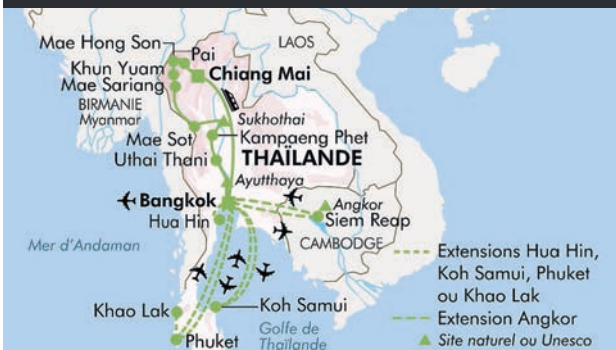 LAOS
Mae Hong Son
Pai
Khun Yuam
Chiang Mai
Mae Sariang
BIRMANIE
Myanmar
Sukhothai
Mae Sot
Kampaeng Phet
Uthai Thani
THAÏLANDE
Ayutthaya
Bangkok
Angkor
Hua Hin
Siem Reap
Mer d'Andaman
CAMBODGE
Extensions Hua Hin,
Koh Samui, Phuket
ou Khao Lak
Khao Lak
Koh Samui
Extension Angkor
Golfe de
Thaïlande
Phuket
Site naturel ou Unesco